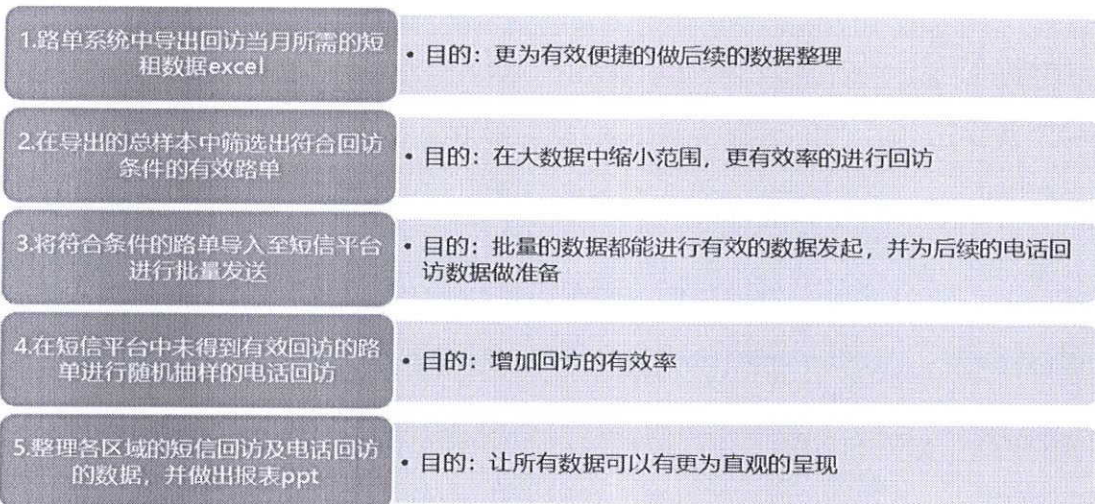 1.路单系统中导出回访当月所需的短
租数据excel
• 目的：更为有效便捷的做后续的数据整理
2.在导出的总样本中筛选出符合回访
条件的有效路单
• 目的：在大数据中缩小范围，更有效率的进行回访
3.将符合条件的路单导入至短信平台
进行批量发送
• 目的：批量的数据都能进行有效的数据发起，并为后续的电话回
访数据做准备
4.在短信平台中未得到有效回访的路
单进行随机抽样的电话回访
• 目的：增加回访的有效率
5.整理各区域的短信回访及电话回访
的数据，并做出报表ppt
• 目的：让所有数据可以有更为直观的呈现